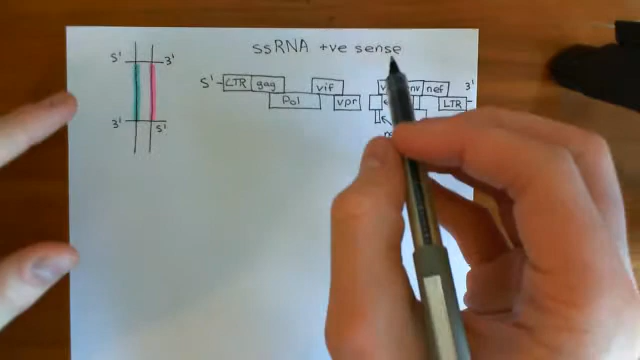 ssRNA +ve sense
5' 3'
5' LTR gag vif nef 3'
Pol vpr LTR
3' 5'